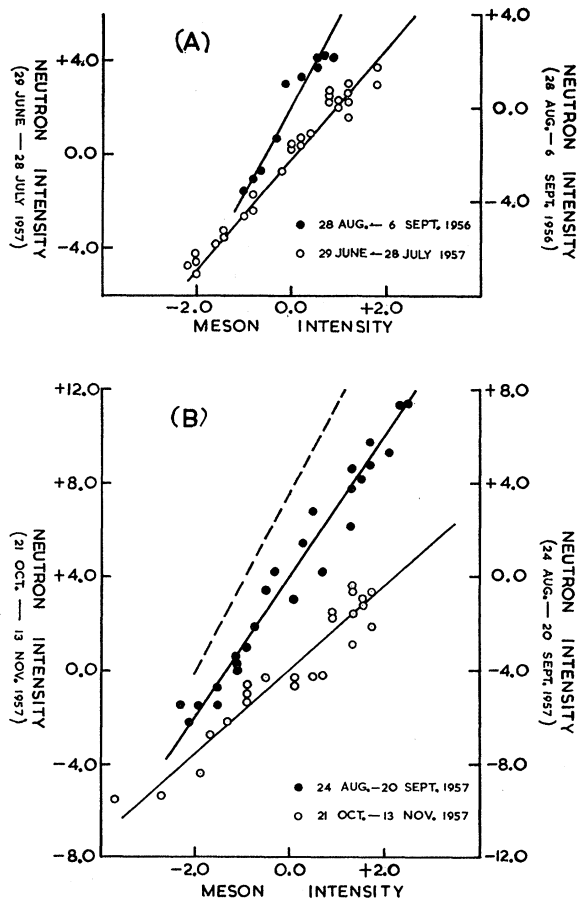 (A)
+4.0
0.0
−4.0
NEUTRON INTENSITY
(29 JUNE — 28 JULY 1957)
+4.0
0.0
−4.0
NEUTRON INTENSITY
(28 AUG.— 6 SEPT. 1956)
28 AUG.— 6 SEPT. 1956
29 JUNE — 28 JULY 1957
−2.0 0.0 +2.0
MESON INTENSITY
(B)
+12.0
+8.0
+4.0
0.0
−4.0
−8.0
NEUTRON INTENSITY
(21 OCT. — 13 NOV. 1957)
+8.0
+4.0
0.0
−4.0
−8.0
−12.0
NEUTRON INTENSITY
(24 AUG.— 20 SEPT. 1957)
24 AUG.—20 SEPT. 1957
21 OCT.—13 NOV. 1957
−2.0 0.0 +2.0
MESON INTENSITY